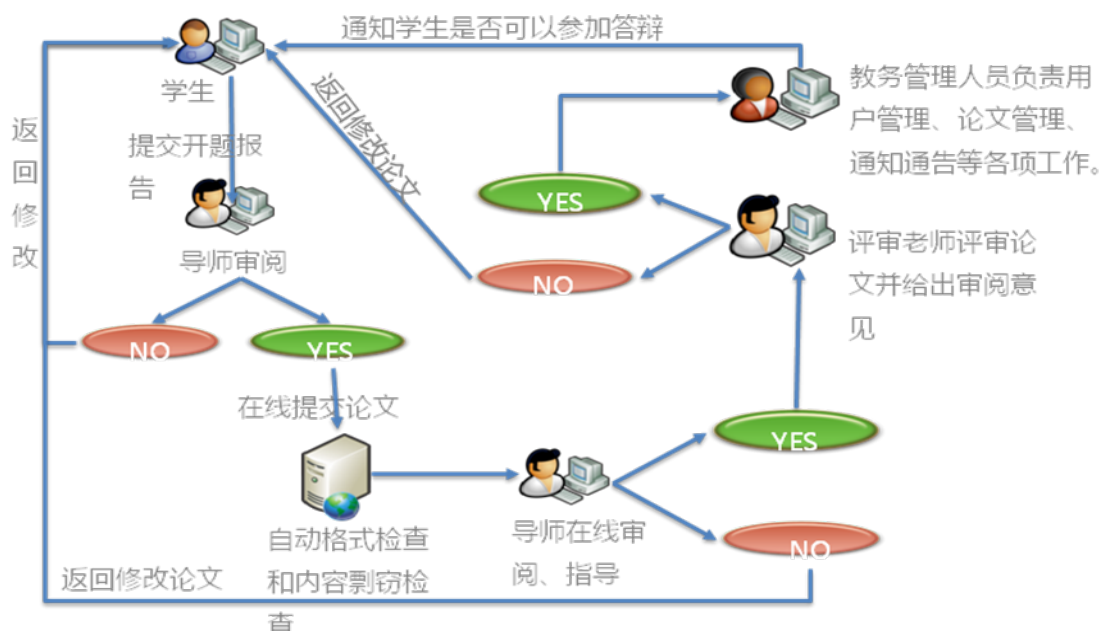 通知学生是否可以参加答辩
学生
返回修改
提交开题报
告
返回修改论文
教务管理人员负责用
户管理、论文管理、
通知通告等各项工作。
YES
导师审阅
NO
评审老师评审论
文并给出审阅意
见
NO
YES
在线提交论文
YES
自动格式检查
和内容剽窃检
查
导师在线审
阅、指导
NO
返回修改论文